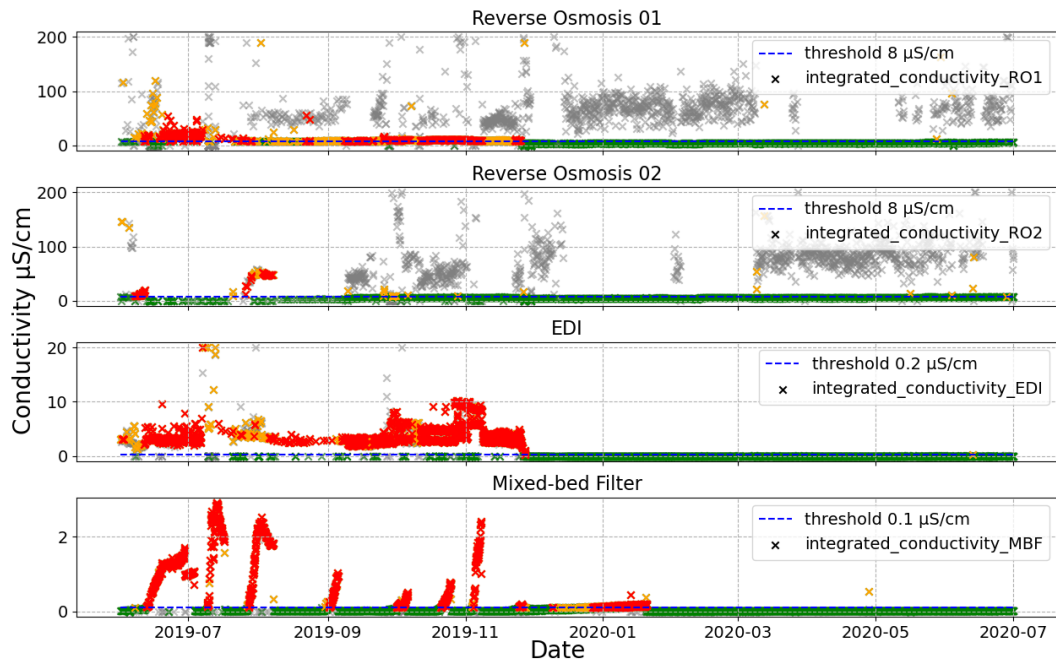 Reverse Osmosis 01
200
100
0
threshold 8 µS/cm
integrated_conductivity_RO1
Reverse Osmosis 02
200
100
0
threshold 8 µS/cm
integrated_conductivity_RO2
Conductivity µS/cm
EDI
20
10
0
threshold 0.2 µS/cm
integrated_conductivity_EDI
Mixed-bed Filter
2
0
threshold 0.1 µS/cm
integrated_conductivity_MBF
2019-07 2019-09 2019-11 2020-01 2020-03 2020-05 2020-07
Date